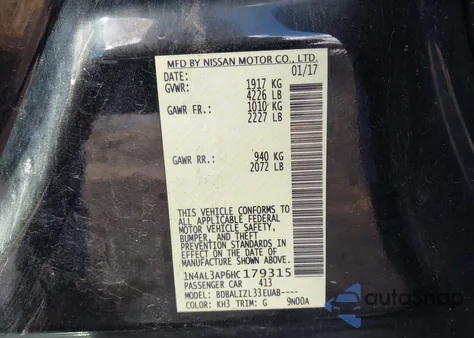 MFD BY NISSAN MOTOR CO., LTD.
DATE: 01/17
GVWR: 1917 KG
4226 LB
GAWR FR.: 1010 KG
2227 LB
GAWR RR.: 940 KG
2072 LB
THIS VEHICLE CONFORMS TO
ALL APPLICABLE FEDERAL
MOTOR VEHICLE SAFETY,
BUMPER, AND THEFT
PREVENTION STANDARDS IN
EFFECT ON THE DATE OF
MANUFACTURE SHOWN ABOVE.
1N4AL3AP6HC179315
PASSENGER CAR 413
MODEL: BDBALIZL33EUAB----
COLOR: KH3 TRIM: G 9N00A
AutoSnap